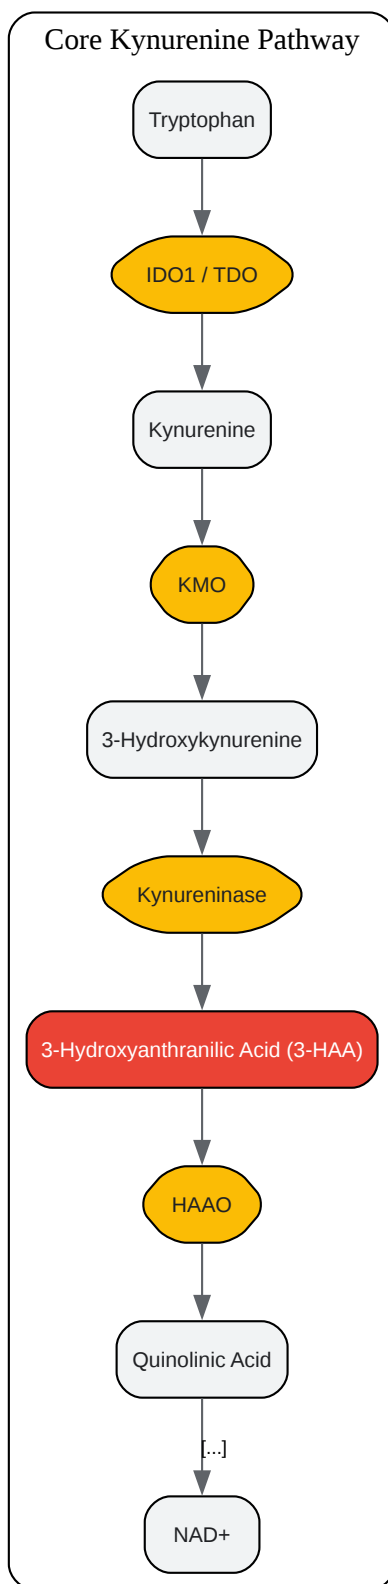 Core Kynurenine Pathway
Tryptophan
IDO1 / TDO
Kynurenine
KMO
3-Hydroxykynurenine
Kynureninase
3-Hydroxyanthranilic Acid (3-HAA)
HAAO
Quinolinic Acid
[...]
NAD+